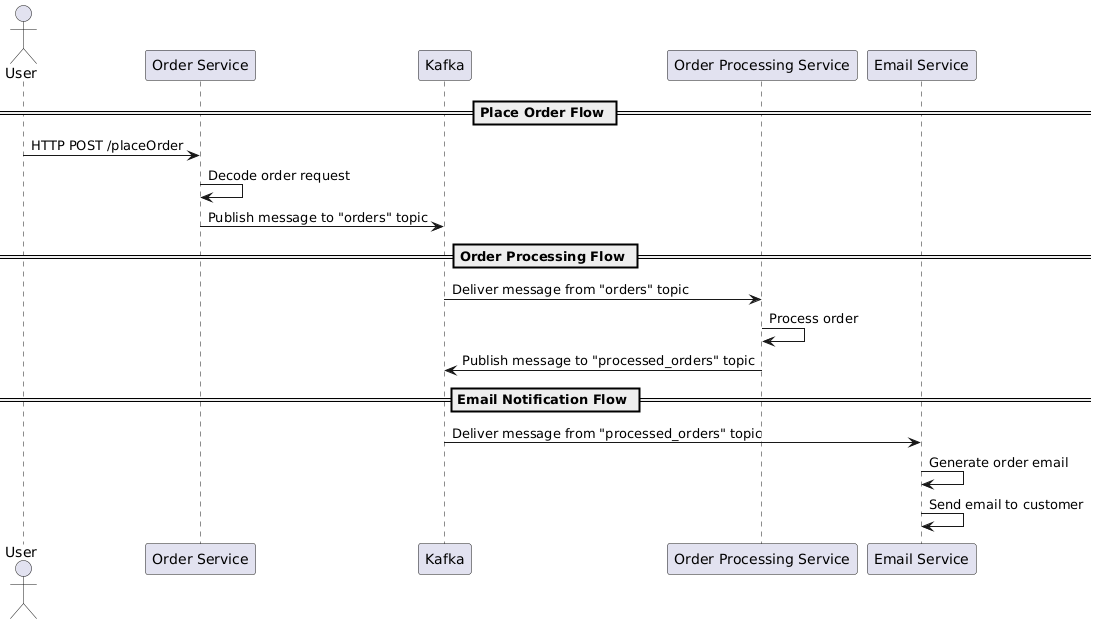 User
Order Service
Kafka
Order Processing Service
Email Service
Place Order Flow
HTTP POST /placeOrder
Decode order request
Publish message to "orders" topic
Order Processing Flow
Deliver message from "orders" topic
Process order
Publish message to "processed_orders" topic
Email Notification Flow
Deliver message from "processed_orders" topic
Generate order email
Send email to customer
User
Order Service
Kafka
Order Processing Service
Email Service